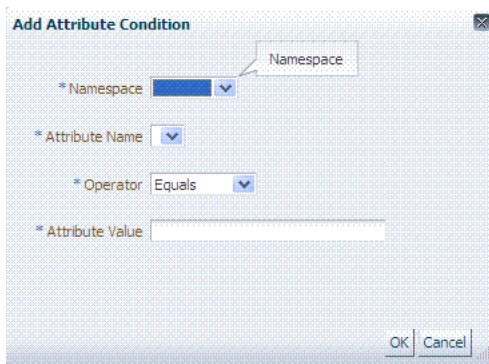 Add Attribute Condition
Namespace
* Namespace
* Attribute Name
* Operator Equals
* Attribute Value
OK Cancel